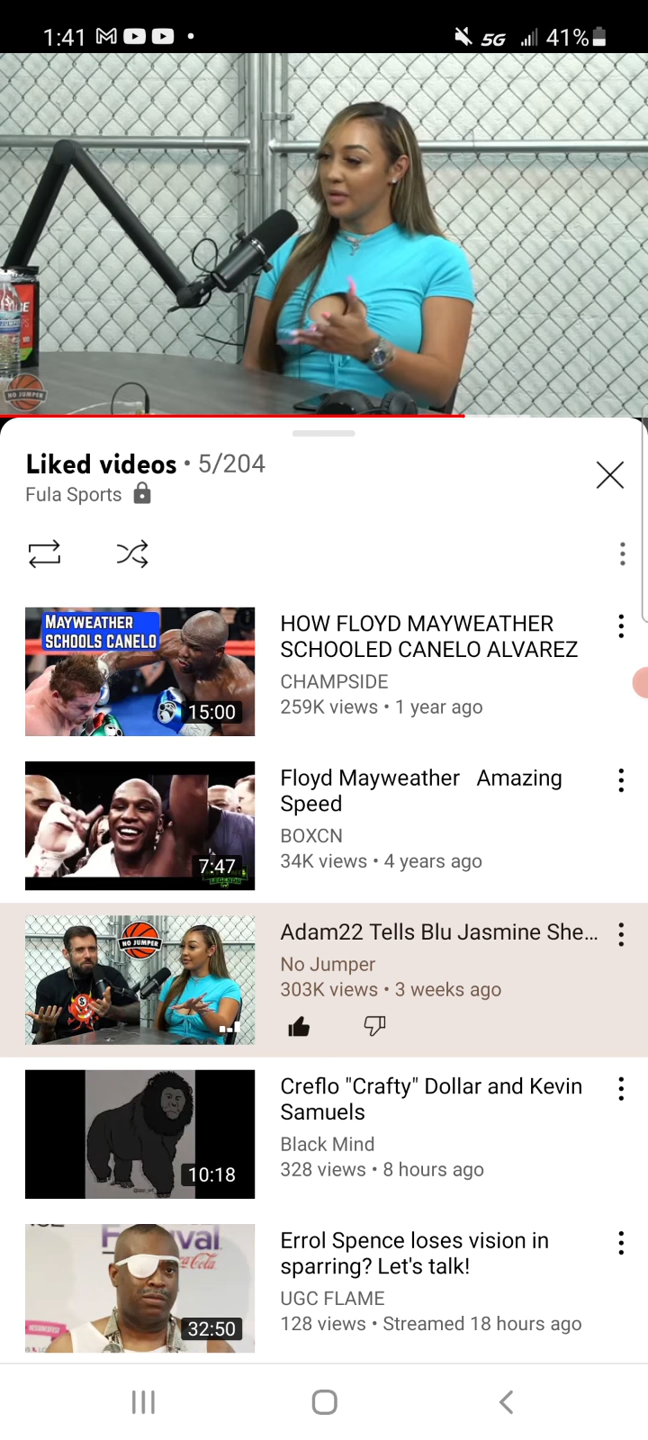 1:41
5G
41%
NO JUMPER
Liked videos • 5/204
Fula Sports
MAYWEATHER
SCHOOLS CANELO
15:00
HOW FLOYD MAYWEATHER
SCHOOLED CANELO ALVAREZ
CHAMPSIDE
259K views • 1 year ago
7:47
Floyd Mayweather   Amazing
Speed
BOXCN
34K views • 4 years ago
NO JUMPER
Adam22 Tells Blu Jasmine She...
No Jumper
303K views • 3 weeks ago
10:18
Creflo "Crafty" Dollar and Kevin
Samuels
Black Mind
328 views • 8 hours ago
Coca-Cola
32:50
Errol Spence loses vision in
sparring? Let's talk!
UGC FLAME
128 views • Streamed 18 hours ago